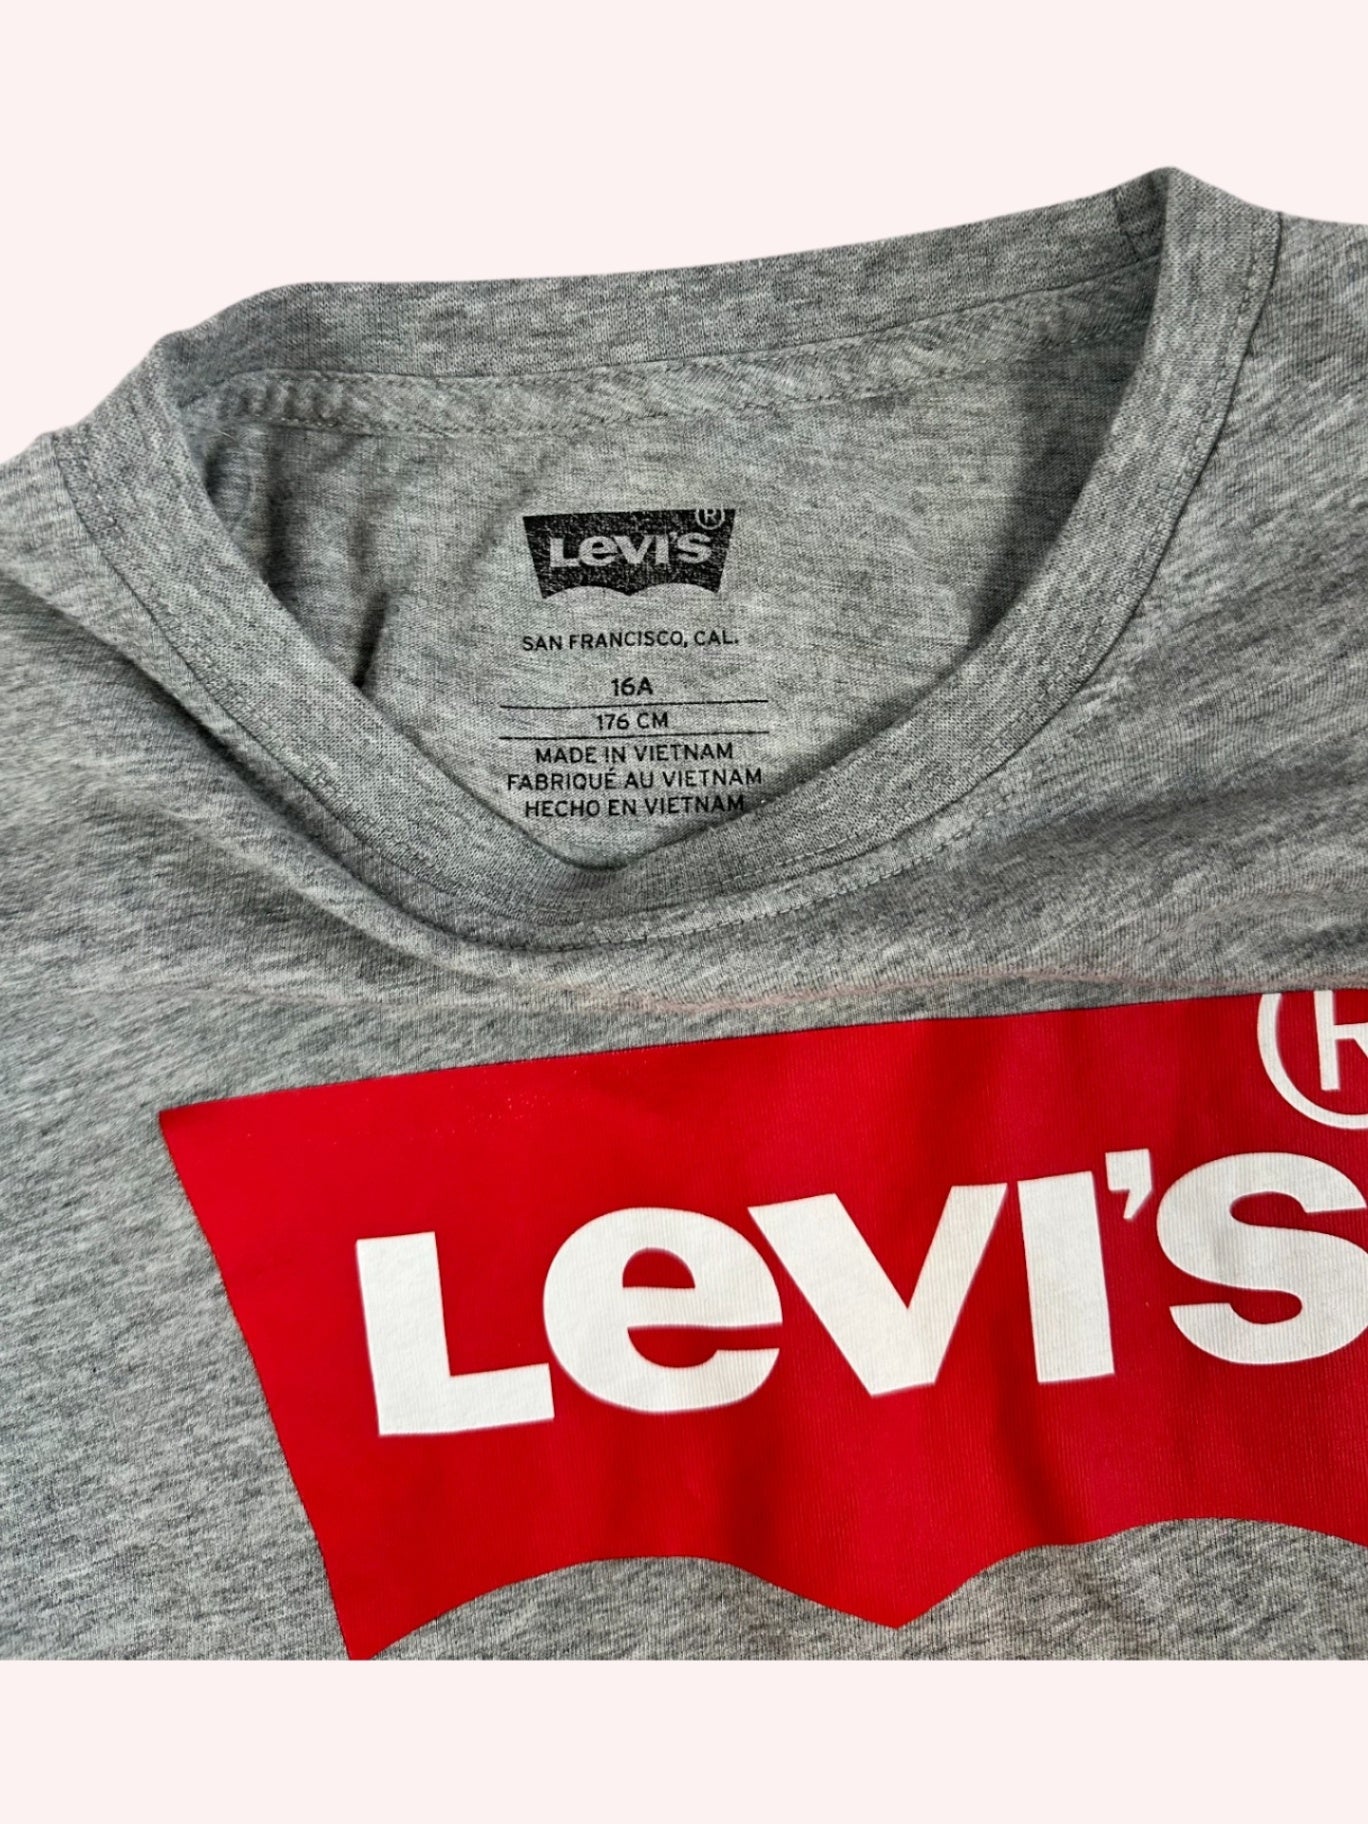 Levi's ®
SAN FRANCISCO, CAL.
16A
176 CM
MADE IN VIETNAM
FABRIQUÉ AU VIETNAM
HECHO EN VIETNAM
®
Levi's